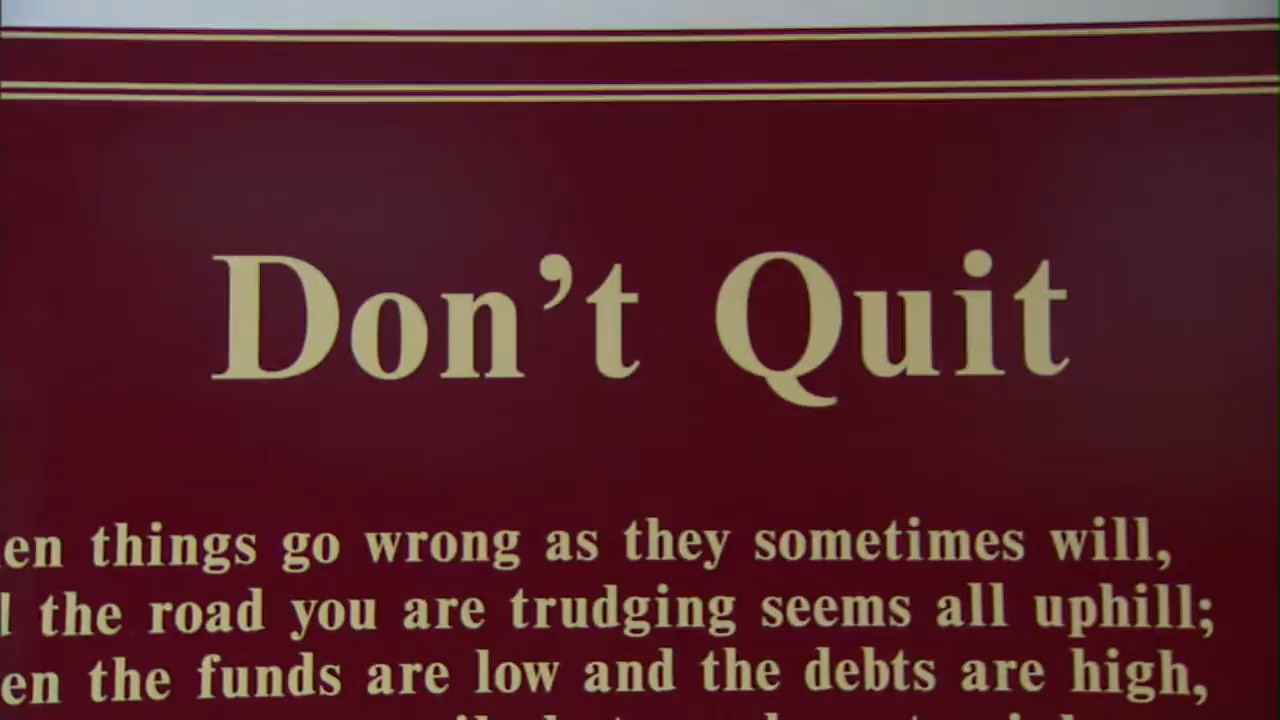 Don’t Quit
en things go wrong as they sometimes will,
l the road you are trudging seems all uphill;
en the funds are low and the debts are high,